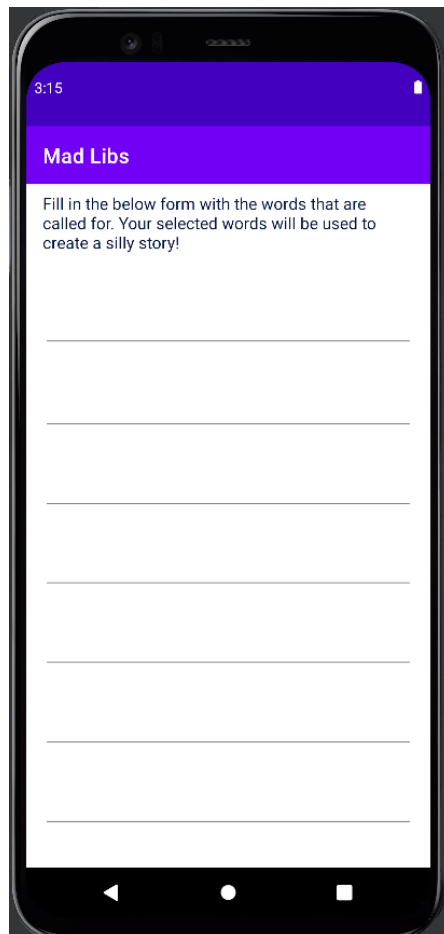 3:15
Mad Libs
Fill in the below form with the words that are
called for. Your selected words will be used to
create a silly story!